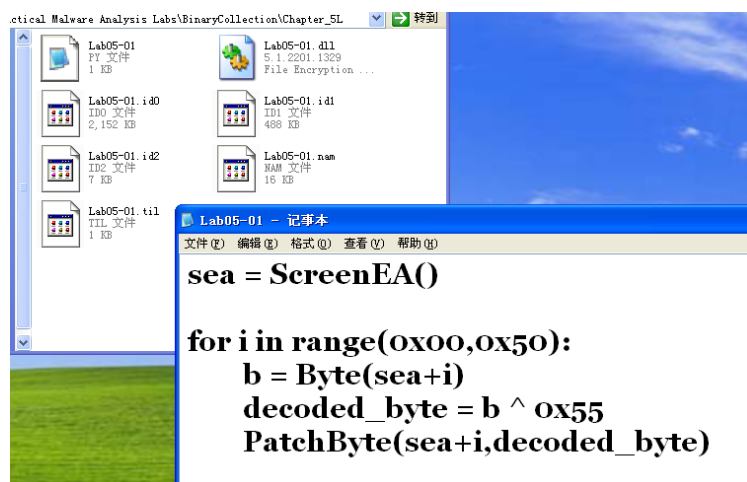 .ctical Malware Analysis Labs\BinaryCollection\Chapter_5L
转到
Lab05-01
PY 文件
1 KB
Lab05-01.dll
5.1.2201.1329
File Encryption ...
Lab05-01.id0
ID0 文件
2,152 KB
Lab05-01.id1
ID1 文件
488 KB
Lab05-01.id2
ID2 文件
7 KB
Lab05-01.nam
NAM 文件
16 KB
Lab05-01.til
TIL 文件
1 KB
Lab05-01 - 记事本
文件(F) 编辑(E) 格式(O) 查看(V) 帮助(H)
sea = ScreenEA()
for i in range(0x00,0x50):
b = Byte(sea+i)
decoded_byte = b ^ 0x55
PatchByte(sea+i,decoded_byte)